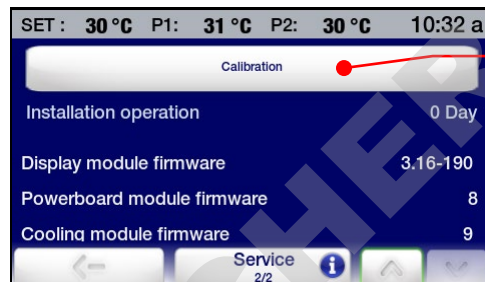 SET : 30 °C P1: 31 °C P2: 30 °C 10:32 a
Calibration
Installation operation 0 Day
Display module firmware 3.16-190
Powerboard module firmware 8
Cooling module firmware 9
Service
2/2
CHER